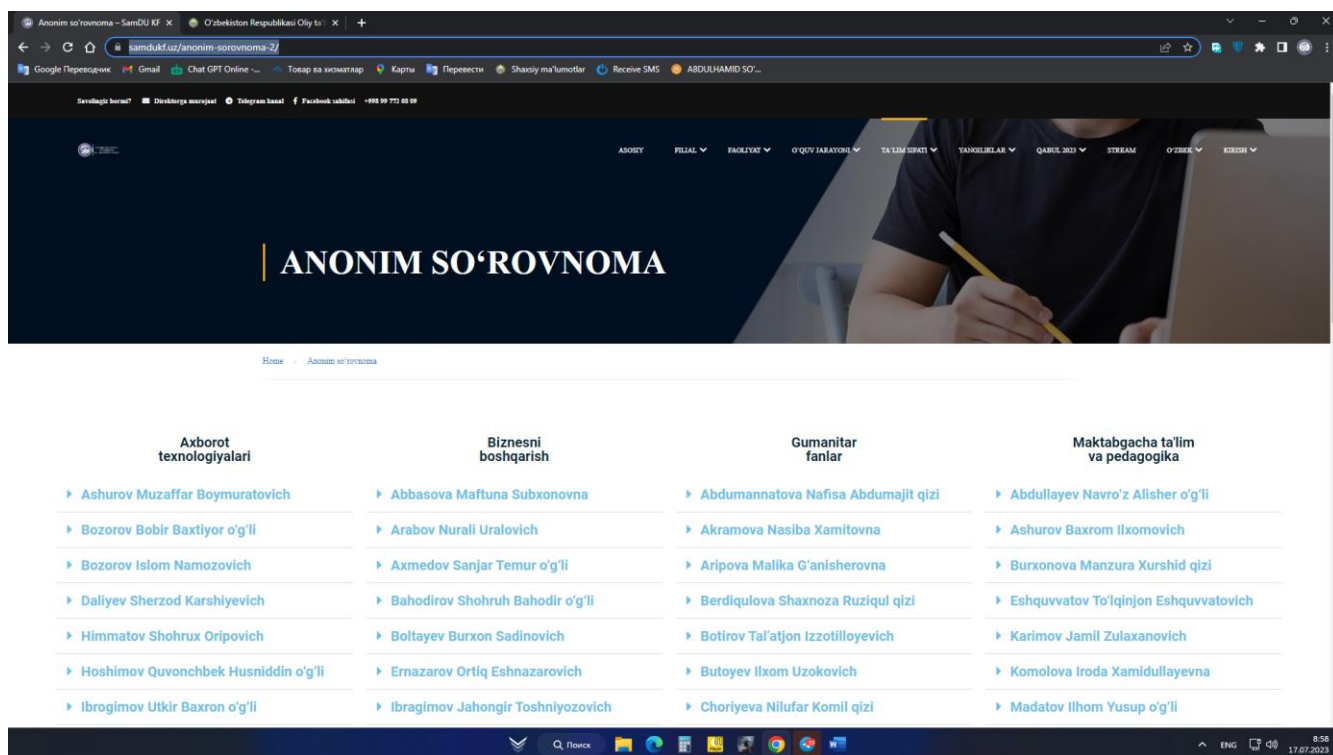 Anonim so'rovnoma – SamDU KF
O'zbekiston Respublikasi Oliy ta'l
samdukf.uz/anonim-sorovnoma-2/
Google Переводчик Gmail Chat GPT Online -... Товар ва хизматлар Карты Перевести Shaxsiy ma'lumotlar Receive SMS ABDULHAMID SO'...
Savolingiz bormi? Direktorga murojaat Telegram kanal Facebook sahifasi +998 99 772 08 09
ASOSIY FILIAL FAOLIYAT O'QUV JARAYONI TA'LIM SIFATI YANGILIKLAR QABUL 2023 STREAM O'ZBEK KIRISH
ANONIM SO‘ROVNOMA
Home Anonim so'rovnoma
Axborot
texnologiyalari
Ashurov Muzaffar Boymuratovich
Bozorov Bobir Baxtiyor o'g'li
Bozorov Islom Namozovich
Daliyev Sherzod Karshiyevich
Himmatov Shohrux Oripovich
Hoshimov Quvonchbek Husniddin o'g'li
Ibrogimov Utkir Baxron o'g'li
Biznesni
boshqarish
Abbasova Maftuna Subxonovna
Arabov Nurali Uralovich
Axmedov Sanjar Temur o'g'li
Bahodirov Shohruh Bahodir o'g'li
Boltayev Burxon Sadinovich
Ernazarov Ortiq Eshnazarovich
Ibragimov Jahongir Toshniyozovich
Gumanitar
fanlar
Abdumannatova Nafisa Abdumajit qizi
Akramova Nasiba Xamitovna
Aripova Malika G'anisherovna
Berdiqulova Shaxnoza Ruziqul qizi
Botirov Tal'atjon Izzotilloyevich
Butoyev Ilxom Uzokovich
Choriyeva Nilufar Komil qizi
Maktabgacha ta'lim
va pedagogika
Abdullayev Navro'z Alisher o'g'li
Ashurov Baxrom Ilxomovich
Burxonova Manzura Xurshid qizi
Eshquvvatov To'lqinjon Eshquvvatovich
Karimov Jamil Zulaxanovich
Komolova Iroda Xamidullayevna
Madatov Ilhom Yusup o'g'li
Поиск
ENG
8:58
17.07.2023